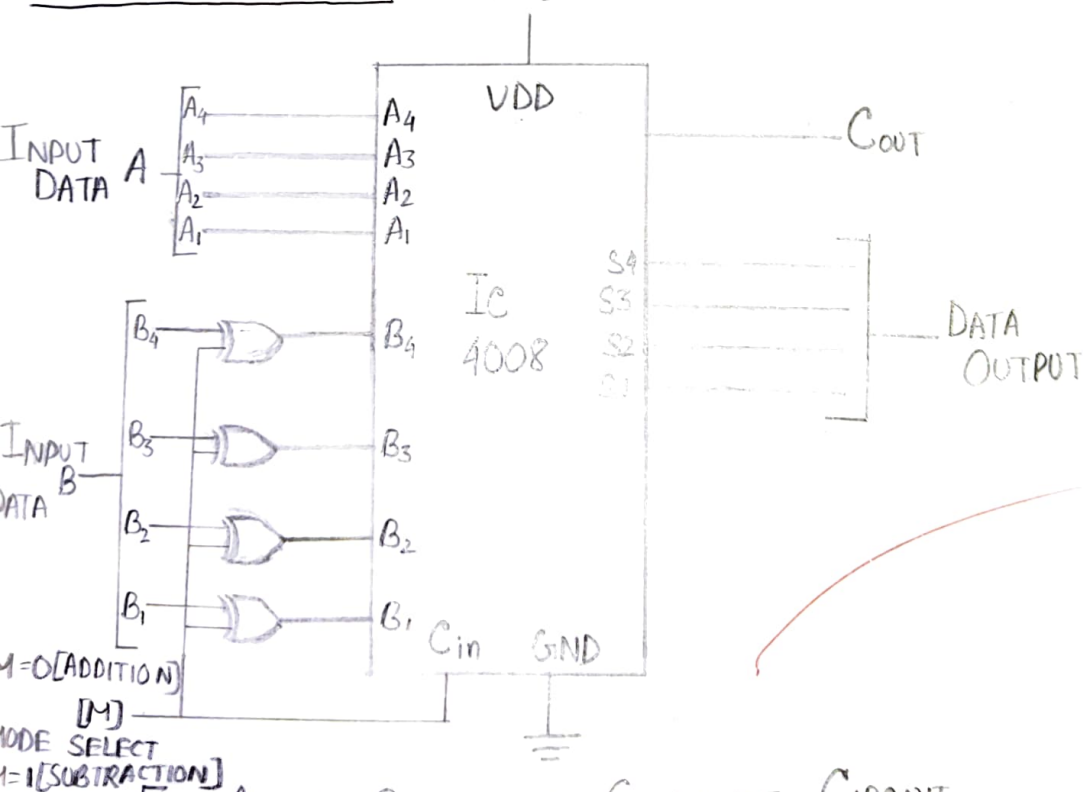 VDD
INPUT
DATA A
A4
A3
A2
A1
A4
A3
A2
A1
COUT
IC
4008
S4
S3
S2
S1
DATA
OUTPUT
INPUT
B
DATA
B4
B3
B2
B1
B4
B3
B2
B1
Cin GND
M=0[ADDITION]
[M]
MODE SELECT
M=1[SUBTRACTION]